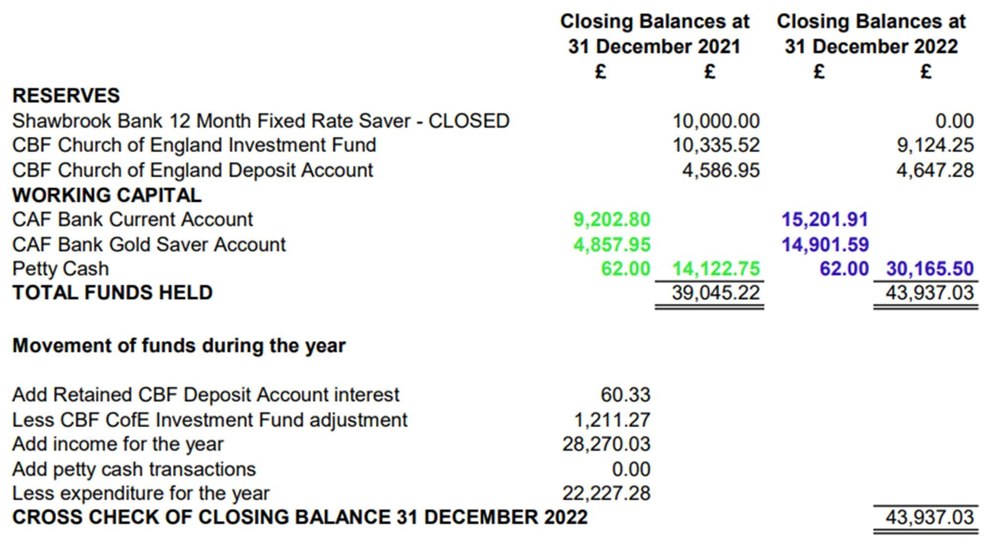 Closing Balances at Closing Balances at
31 December 2021 31 December 2022
£ £ £ £
RESERVES
Shawbrook Bank 12 Month Fixed Rate Saver - CLOSED 10,000.00 0.00
CBF Church of England Investment Fund 10,335.52 9,124.25
CBF Church of England Deposit Account 4,586.95 4,647.28
WORKING CAPITAL
CAF Bank Current Account 9,202.80 15,201.91
CAF Bank Gold Saver Account 4,857.95 14,901.59
Petty Cash 62.00 14,122.75 62.00 30,165.50
TOTAL FUNDS HELD 39,045.22 43,937.03
Movement of funds during the year
Add Retained CBF Deposit Account interest 60.33
Less CBF CofE Investment Fund adjustment 1,211.27
Add income for the year 28,270.03
Add petty cash transactions 0.00
Less expenditure for the year 22,227.28
CROSS CHECK OF CLOSING BALANCE 31 DECEMBER 2022 43,937.03